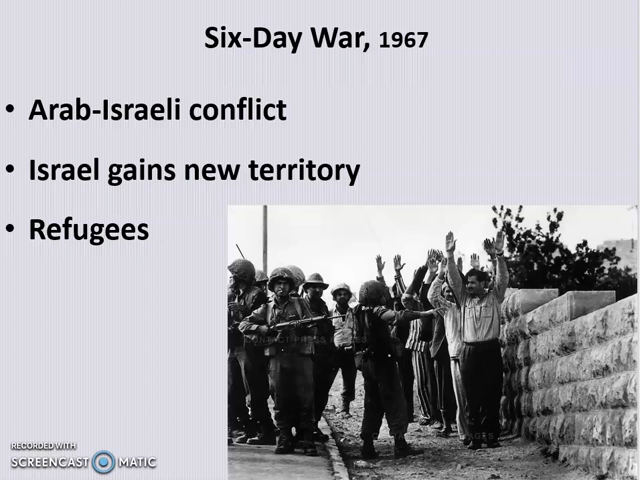 Six-Day War, 1967
• Arab-Israeli conflict
• Israel gains new territory
• Refugees
RECORDED WITH
SCREENCAST MATIC